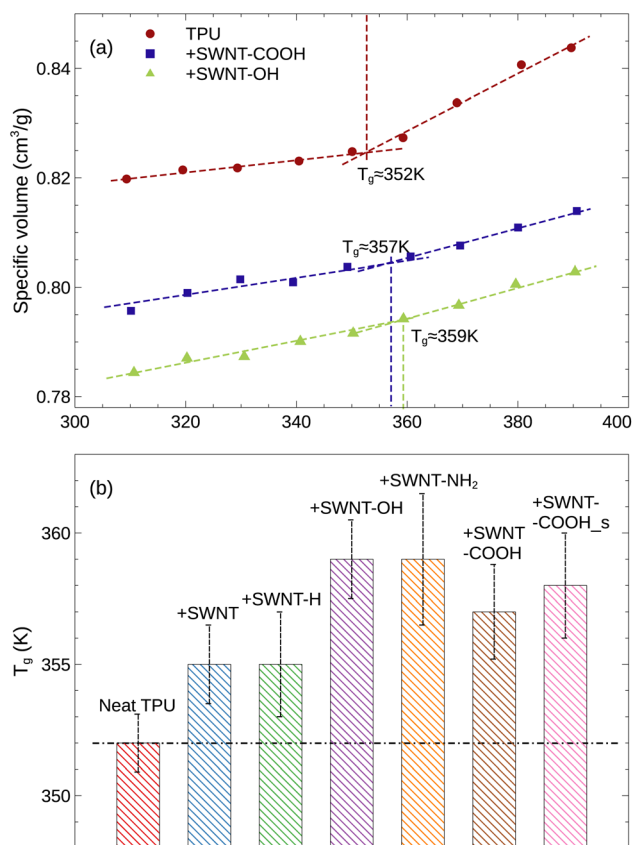 (a)
TPU
+SWNT-COOH
+SWNT-OH
0.84
0.82
0.80
0.78
Specific volume (cm³/g)
Tg≈352K
Tg≈357K
Tg≈359K
300 320 340 360 380 400
(b)
+SWNT-NH₂
+SWNT-OH
+SWNT-
-COOH_s
+SWNT
-COOH
+SWNT-H
+SWNT
Neat TPU
360
355
350
Tg (K)